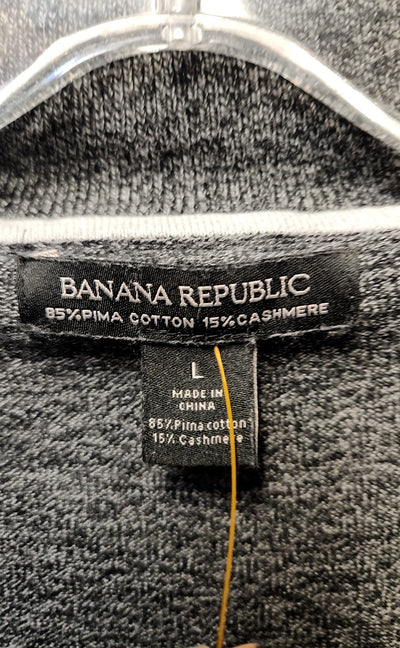 BANANA REPUBLIC
85%PIMA COTTON 15%CASHMERE
L
MADE IN
CHINA
85%Pima cotton
15% Cashmere